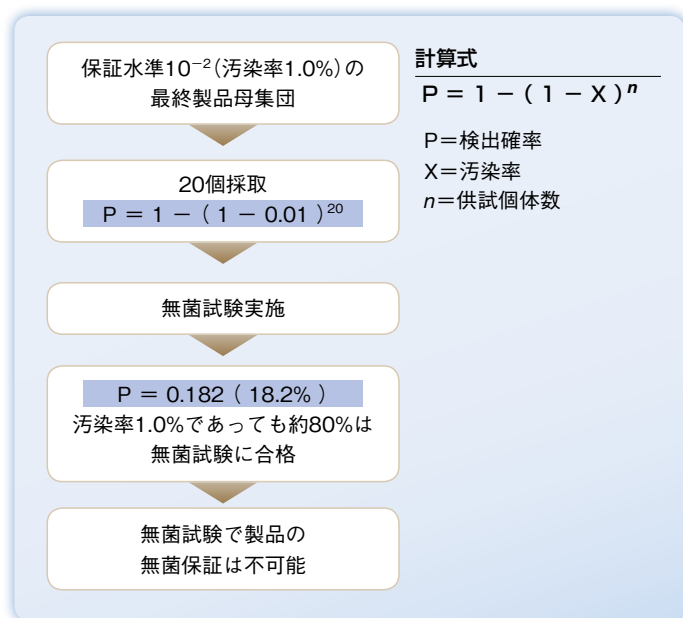 保証水準10⁻²(汚染率1.0%)の
最終製品母集団
20個採取
P = 1 − ( 1 − 0.01 )²⁰
無菌試験実施
P = 0.182 ( 18.2% )
汚染率1.0%であっても約80%は
無菌試験に合格
無菌試験で製品の
無菌保証は不可能
計算式
P = 1 − ( 1 − X )ⁿ
P=検出確率
X=汚染率
n=供試個体数